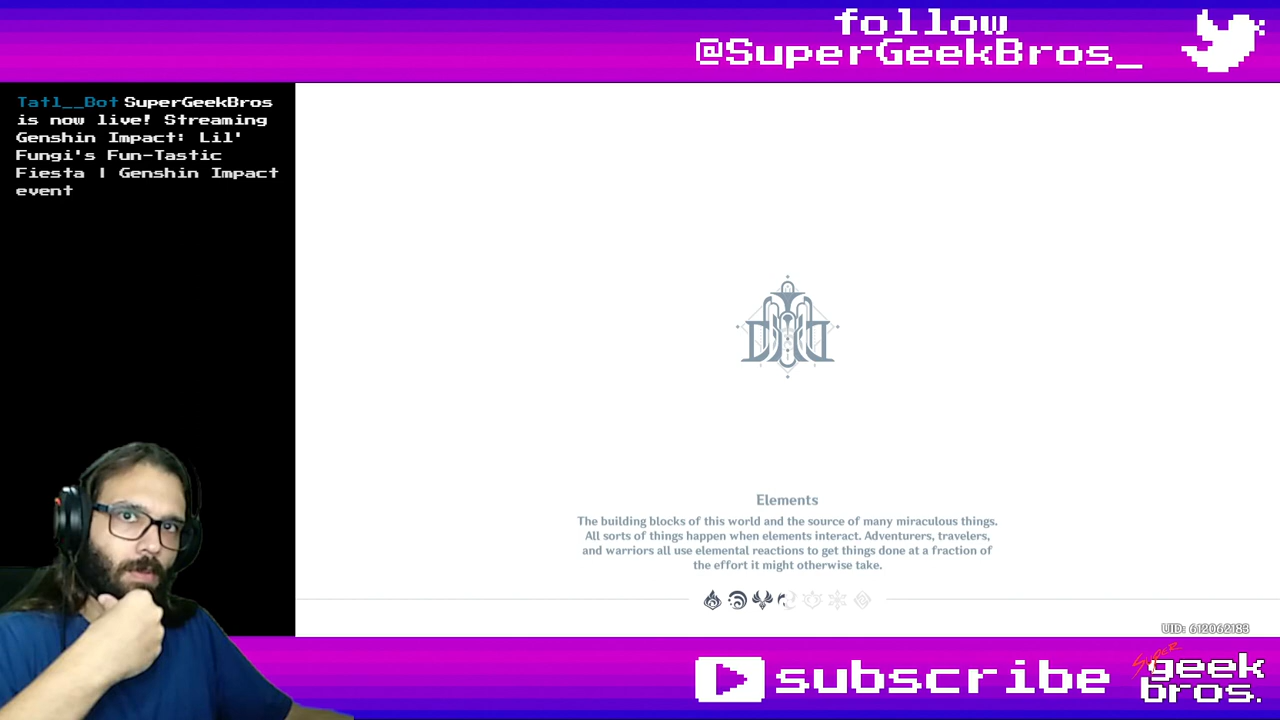 follow
@SuperGeekBros_
Tatl__Bot SuperGeekBros
is now live! Streaming
Genshin Impact: Lil'
Fungi's Fun-Tastic
Fiesta | Genshin Impact
event
Elements
The building blocks of this world and the source of many miraculous things.
All sorts of things happen when elements interact. Adventurers, travelers,
and warriors all use elemental reactions to get things done at a fraction of
the effort it might otherwise take.
UID: 612062183
subscribe
SUPER
geek
bros.